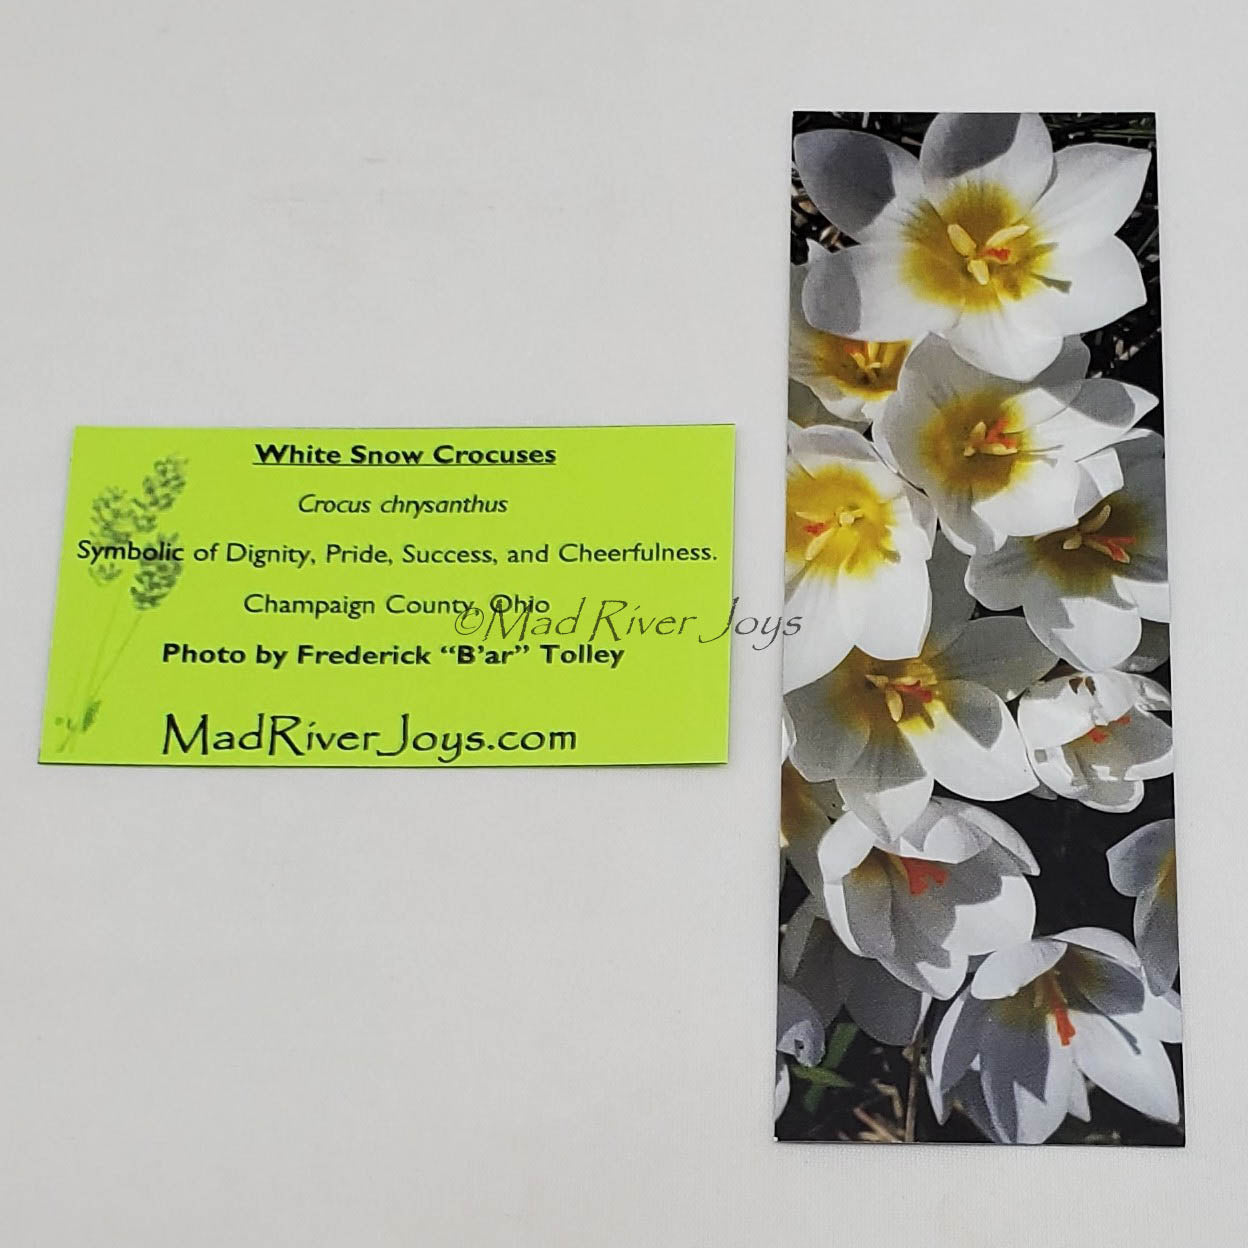 White Snow Crocuses
Crocus chrysanthus
Symbolic of Dignity, Pride, Success, and Cheerfulness.
Champaign County, Ohio
©Mad River Joys
Photo by Frederick “B’ar” Tolley
MadRiverJoys.com